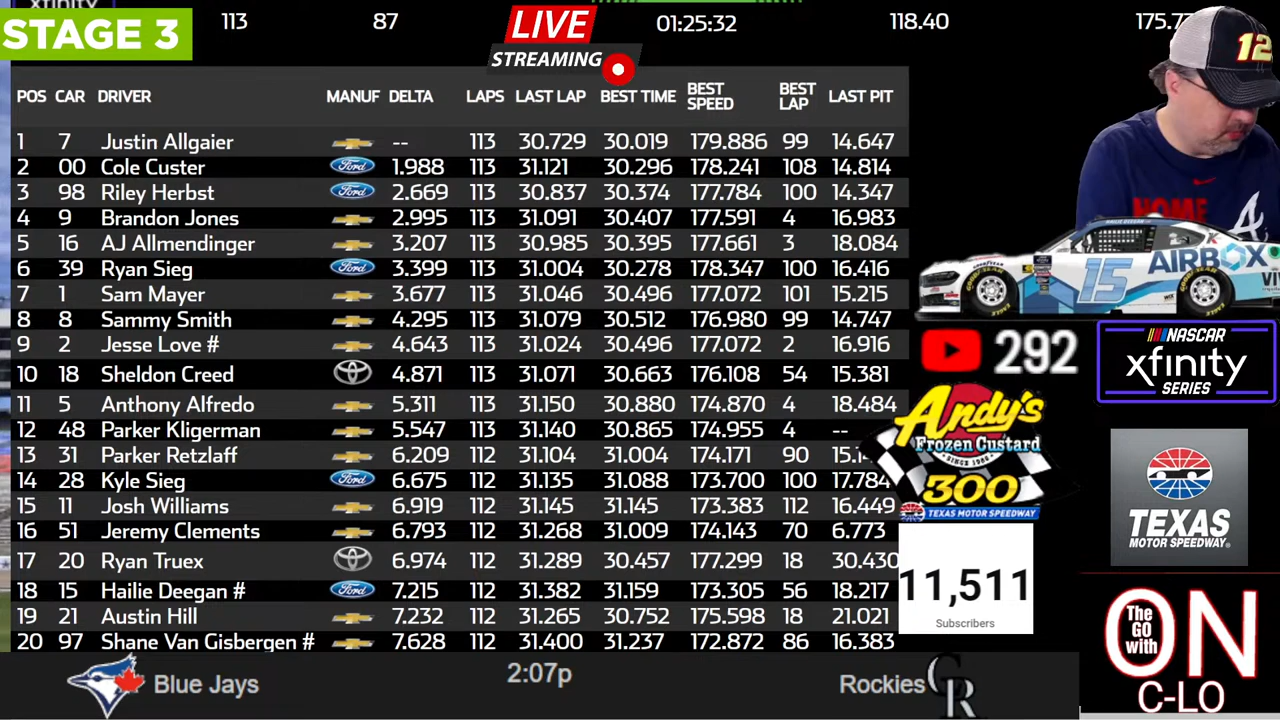 xfinity
STAGE 3
113 87 01:25:32 118.40
LIVE
STREAMING
POS CAR DRIVER MANUF DELTA LAPS LAST LAP BEST TIME BEST SPEED BEST LAP LAST PIT
1 7 Justin Allgaier -- 113 30.729 30.019 179.886 99 14.647
2 00 Cole Custer Ford 1.988 113 31.121 30.296 178.241 108 14.814
3 98 Riley Herbst Ford 2.669 113 30.837 30.374 177.784 100 14.347
4 9 Brandon Jones 2.995 113 31.091 30.407 177.591 4 16.983
5 16 AJ Allmendinger 3.207 113 30.985 30.395 177.661 3 18.084
6 39 Ryan Sieg Ford 3.399 113 31.004 30.278 178.347 100 16.416
7 1 Sam Mayer 3.677 113 31.046 30.496 177.072 101 15.215
8 8 Sammy Smith 4.295 113 31.079 30.512 176.980 99 14.747
9 2 Jesse Love # 4.643 113 31.024 30.496 177.072 2 16.916
10 18 Sheldon Creed 4.871 113 31.071 30.663 176.108 54 15.381
11 5 Anthony Alfredo 5.311 113 31.150 30.880 174.870 4 18.484
12 48 Parker Kligerman 5.547 113 31.140 30.865 174.955 4 --
13 31 Parker Retzlaff 6.209 112 31.104 31.004 174.171 90
14 28 Kyle Sieg Ford 6.675 112 31.135 31.088 173.700 100 17.784
15 11 Josh Williams 6.919 112 31.145 31.145 173.383 112 16.449
16 51 Jeremy Clements 6.793 112 31.268 31.009 174.143 70 6.773
17 20 Ryan Truex 6.974 112 31.289 30.457 177.299 18 30.430
18 15 Hailie Deegan # Ford 7.215 112 31.382 31.159 173.305 56 18.217
19 21 Austin Hill 7.232 112 31.265 30.752 175.598 18 21.021
20 97 Shane Van Gisbergen # 7.628 112 31.400 31.237 172.872 86 16.383
12
A
15 AIRBOX
292
NASCAR
xfinity
SERIES
Andy's
Frozen Custard
SINCE 1986
300
TEXAS MOTOR SPEEDWAY
TEXAS
MOTOR SPEEDWAY
11,511
Subscribers
The Go with ON
C-LO
Blue Jays 2:07p Rockies CR